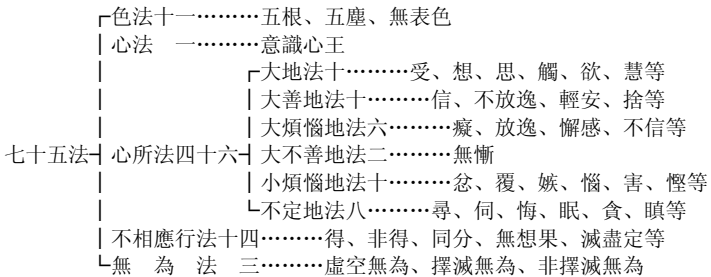 色法十一………五根、五塵、無表色
心法　一………意識心王
大地法十………受、想、思、觸、欲、慧等
大善地法十………信、不放逸、輕安、捨等
大煩惱地法六………癡、放逸、懈感、不信等
七十五法 心所法四十六 大不善地法二………無慚
小煩惱地法十………忿、覆、嫉、惱、害、慳等
不定地法八………尋、伺、悔、眠、貪、瞋等
不相應行法十四………得、非得、同分、無想果、滅盡定等
無　為　法　三………虛空無為、擇滅無為、非擇滅無為